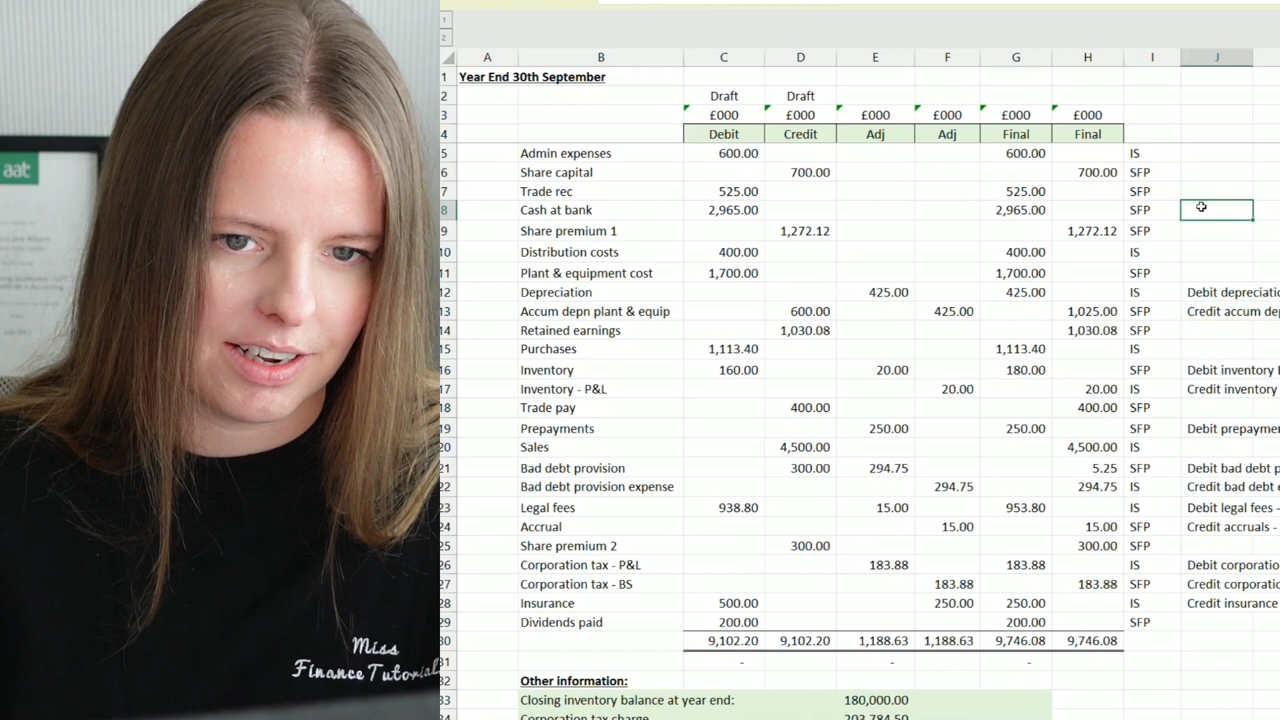 aat
Miss
Finance Tutorial
1
2
A B C D E F G H I J
1 Year End 30th September
2 Draft Draft
3 £000 £000 £000 £000 £000 £000
4 Debit Credit Adj Adj Final Final
5 Admin expenses 600.00 600.00 IS
6 Share capital 700.00 700.00 SFP
7 Trade rec 525.00 525.00 SFP
8 Cash at bank 2,965.00 2,965.00 SFP
9 Share premium 1 1,272.12 1,272.12 SFP
10 Distribution costs 400.00 400.00 IS
11 Plant & equipment cost 1,700.00 1,700.00 SFP
12 Depreciation 425.00 425.00 IS Debit depreciatio
13 Accum depn plant & equip 600.00 425.00 1,025.00 SFP Credit accum de
14 Retained earnings 1,030.08 1,030.08 SFP
15 Purchases 1,113.40 1,113.40 IS
16 Inventory 160.00 20.00 180.00 SFP Debit inventory
17 Inventory - P&L 20.00 20.00 IS Credit inventory
18 Trade pay 400.00 400.00 SFP
19 Prepayments 250.00 250.00 SFP Debit prepaymen
20 Sales 4,500.00 4,500.00 IS
21 Bad debt provision 300.00 294.75 5.25 SFP Debit bad debt p
22 Bad debt provision expense 294.75 294.75 IS Credit bad debt e
23 Legal fees 938.80 15.00 953.80 IS Debit legal fees -
24 Accrual 15.00 15.00 SFP Credit accruals -
25 Share premium 2 300.00 300.00 SFP
26 Corporation tax - P&L 183.88 183.88 IS Debit corporatio
27 Corporation tax - BS 183.88 183.88 SFP Credit corporatio
28 Insurance 500.00 250.00 250.00 IS Credit insurance
29 Dividends paid 200.00 200.00 SFP
30 9,102.20 9,102.20 1,188.63 1,188.63 9,746.08 9,746.08
31 - - -
32 Other information:
33 Closing inventory balance at year end: 180,000.00
34 Corporation tax charge 203,784.50